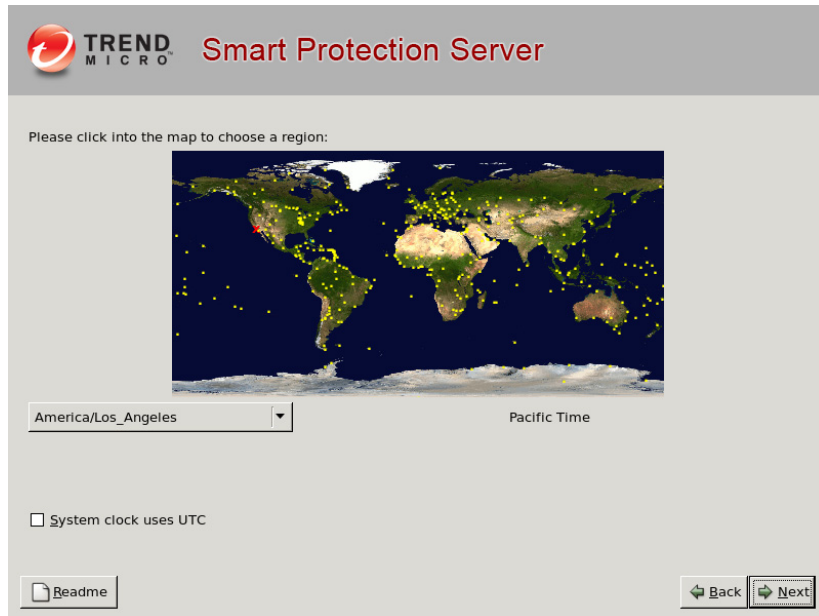 TREND
MICRO™
Smart Protection Server
Please click into the map to choose a region:
America/Los_Angeles
Pacific Time
System clock uses UTC
Readme
Back
Next